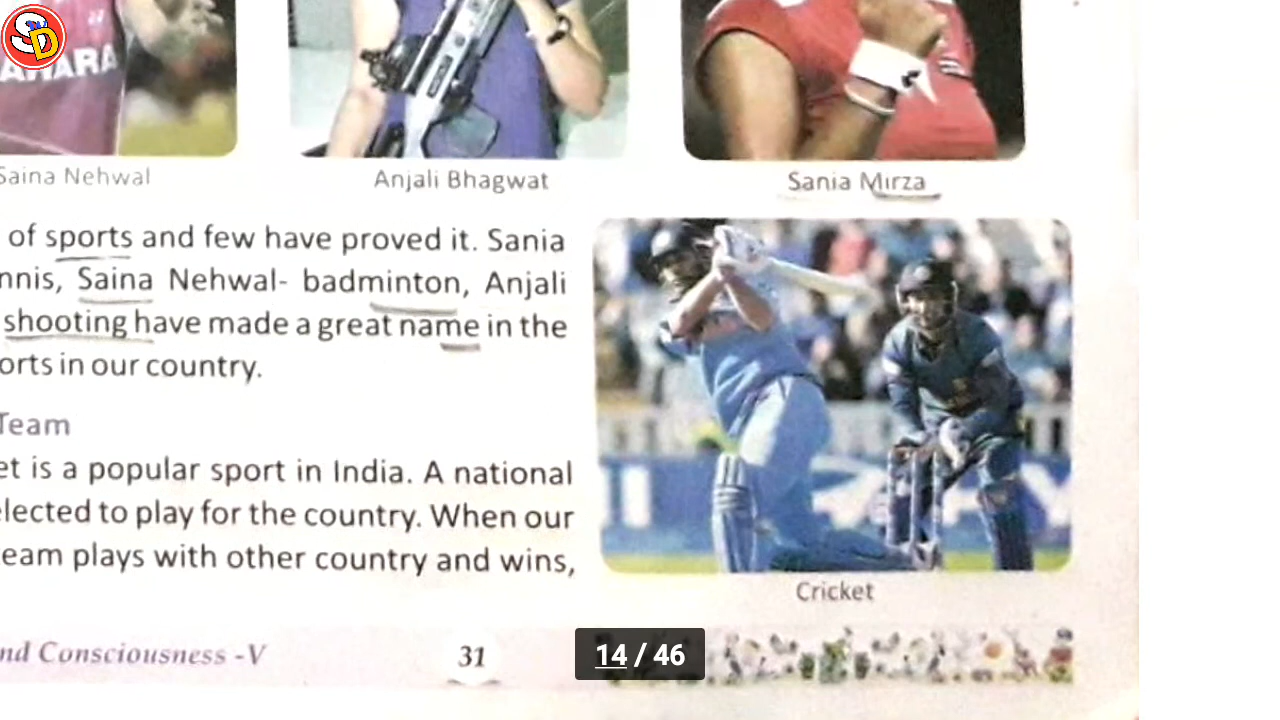 SD
AHARA
Saina Nehwal
Anjali Bhagwat
Sania Mirza
of sports and few have proved it. Sania
nnis, Saina Nehwal- badminton, Anjali
shooting have made a great name in the
orts in our country.
Team
et is a popular sport in India. A national
elected to play for the country. When our
eam plays with other country and wins,
Cricket
nd Consciousness -V
31
14 / 46